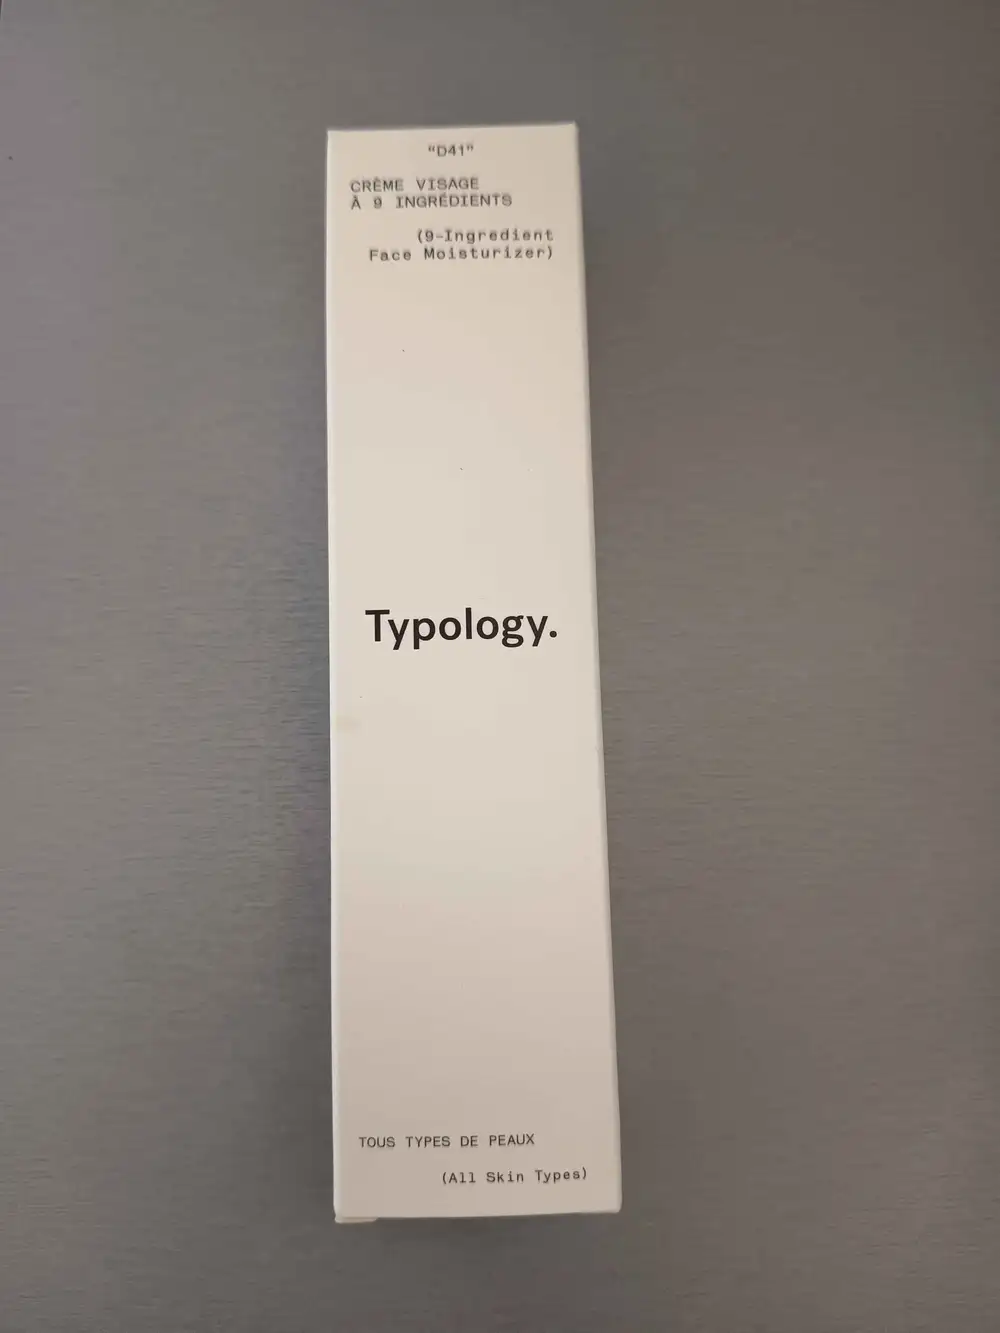 "D41"
CRÈME VISAGE
À 9 INGRÉDIENTS
(9-Ingredient
Face Moisturizer)
Typology.
TOUS TYPES DE PEAUX
(All Skin Types)